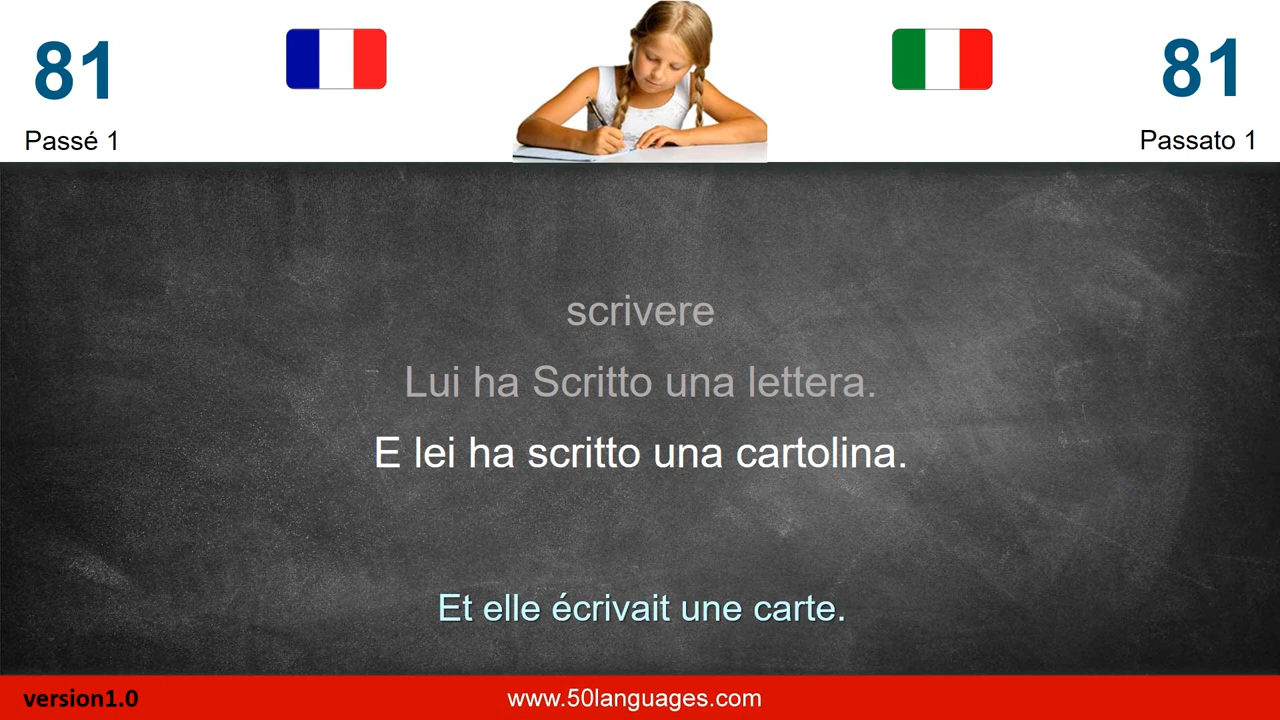 81
81
Passé 1
Passato 1
scrivere
Lui ha Scritto una lettera.
E lei ha scritto una cartolina.
Et elle écrivait une carte.
version1.0
www.50languages.com